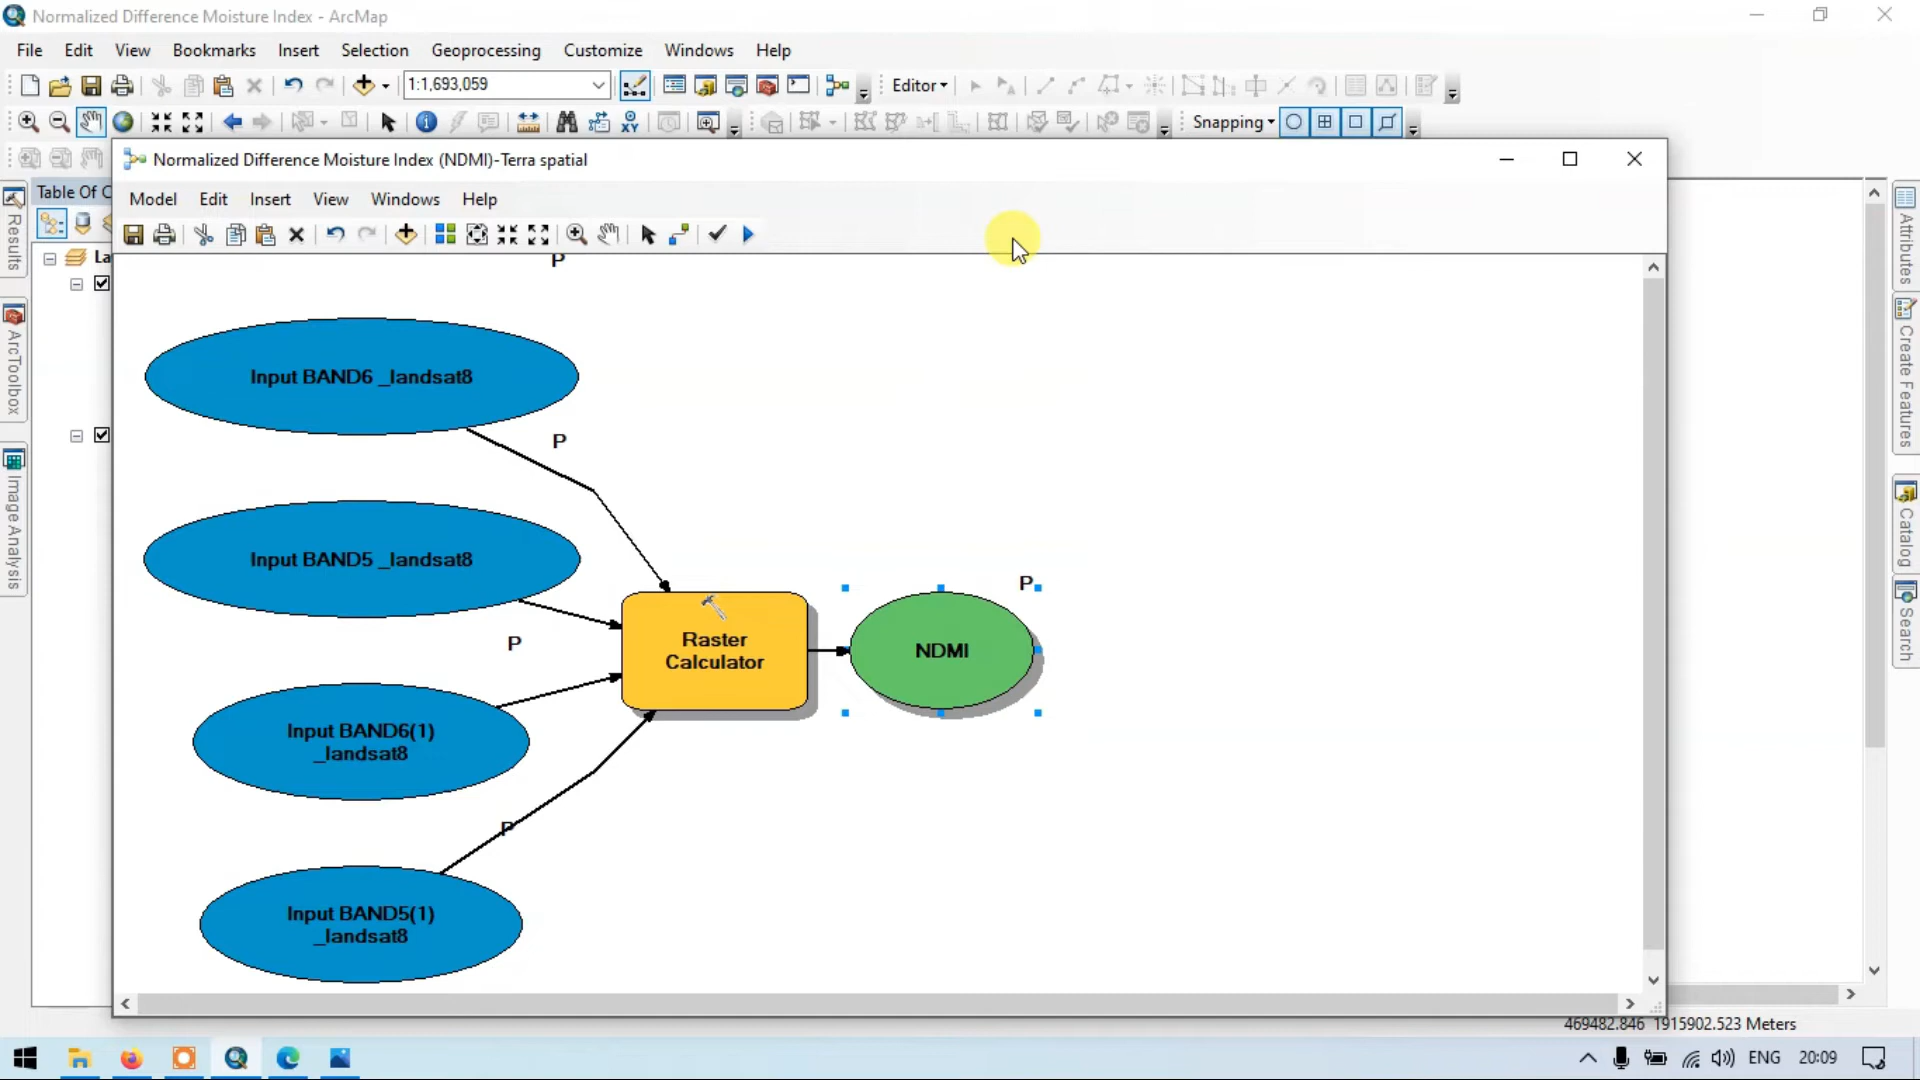 Normalized Difference Moisture Index - ArcMap
File Edit View Bookmarks Insert Selection Geoprocessing Customize Windows Help
1:1,693,059
Editor
Snapping
Normalized Difference Moisture Index (NDMI)-Terra spatial
Table Of C
Model Edit Insert View Windows Help
Results
ArcToolbox
Image Analysis
La
P
Input BAND6 _landsat8
P
Input BAND5 _landsat8
P
P
Raster
Calculator
NDMI
Input BAND6(1)
_landsat8
P
Input BAND5(1)
_landsat8
Attributes
Create Features
Catalog
Search
469482.846 1915902.523 Meters
ENG 20:09